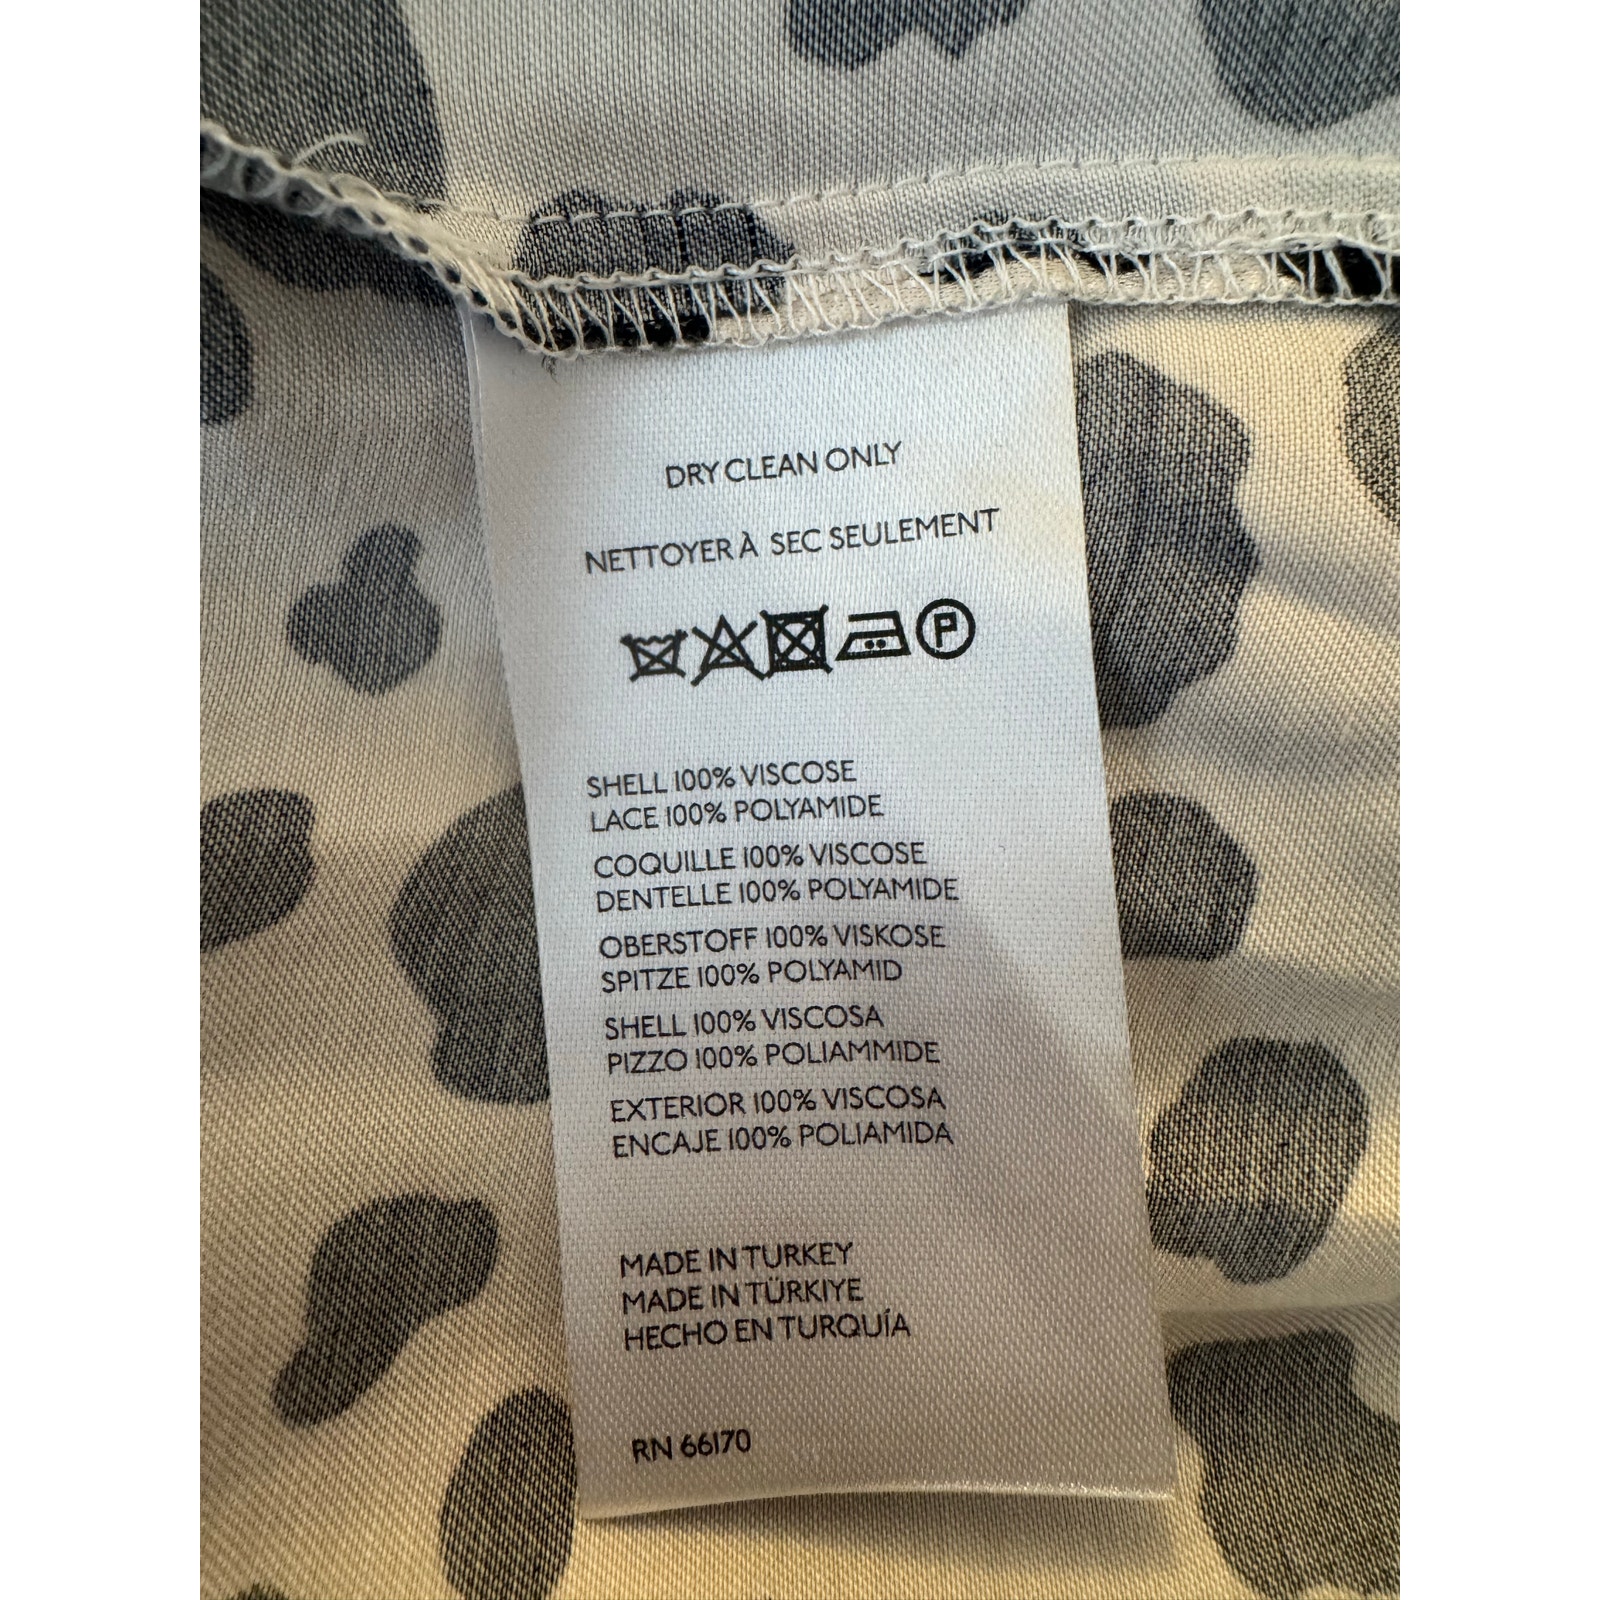 DRY CLEAN ONLY
NETTOYER À SEC SEULEMENT
P
SHELL 100% VISCOSE
LACE 100% POLYAMIDE
COQUILLE 100% VISCOSE
DENTELLE 100% POLYAMIDE
OBERSTOFF 100% VISKOSE
SPITZE 100% POLYAMID
SHELL 100% VISCOSA
PIZZO 100% POLIAMMIDE
EXTERIOR 100% VISCOSA
ENCAJE 100% POLIAMIDA
MADE IN TURKEY
MADE IN TÜRKIYE
HECHO EN TURQUÍA
RN 66170